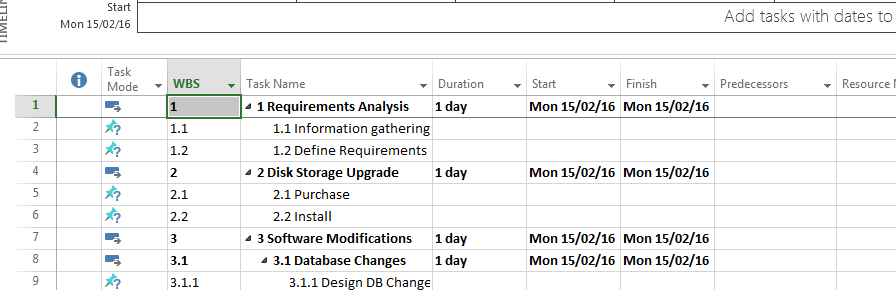 TIMELINE
Start
Mon 15/02/16
Add tasks with dates to
i Task Mode WBS Task Name Duration Start Finish Predecessors Resource
1 1 1 Requirements Analysis 1 day Mon 15/02/16 Mon 15/02/16
2 ? 1.1 1.1 Information gathering
3 ? 1.2 1.2 Define Requirements
4 2 2 Disk Storage Upgrade 1 day Mon 15/02/16 Mon 15/02/16
5 ? 2.1 2.1 Purchase
6 ? 2.2 2.2 Install
7 3 3 Software Modifications 1 day Mon 15/02/16 Mon 15/02/16
8 3.1 3.1 Database Changes 1 day Mon 15/02/16 Mon 15/02/16
9 ? 3.1.1 3.1.1 Design DB Change